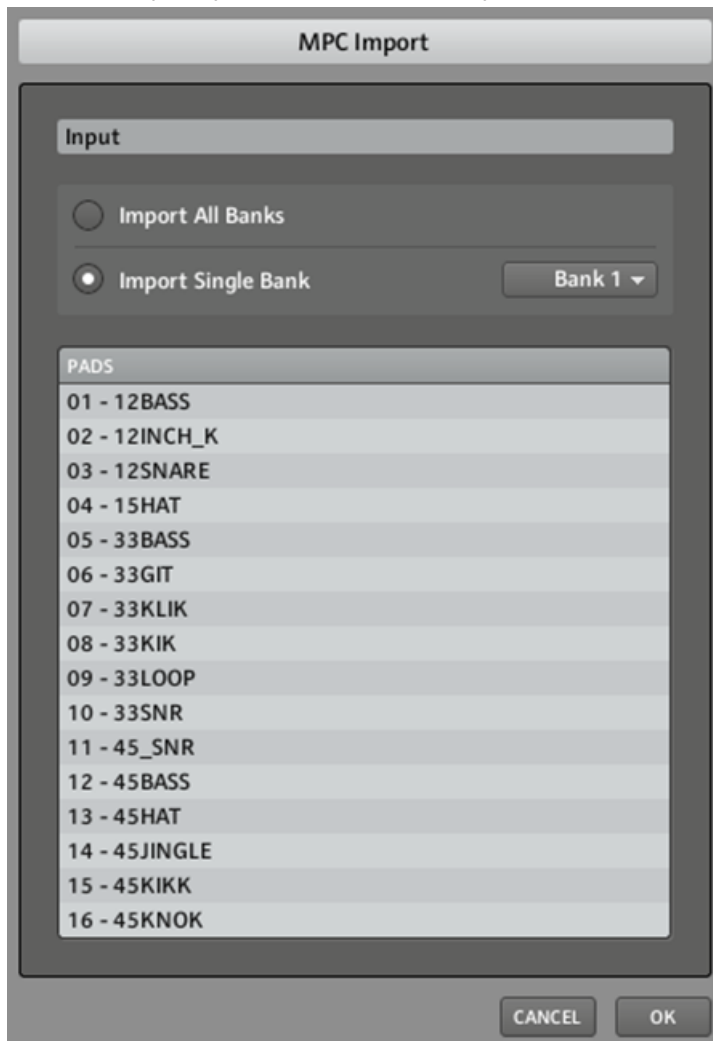 MPC Import
Input
Import All Banks
Import Single Bank Bank 1
PADS
01 - 12BASS
02 - 12INCH_K
03 - 12SNARE
04 - 15HAT
05 - 33BASS
06 - 33GIT
07 - 33KLIK
08 - 33KIK
09 - 33LOOP
10 - 33SNR
11 - 45_SNR
12 - 45BASS
13 - 45HAT
14 - 45JINGLE
15 - 45KIKK
16 - 45KNOK
CANCEL OK